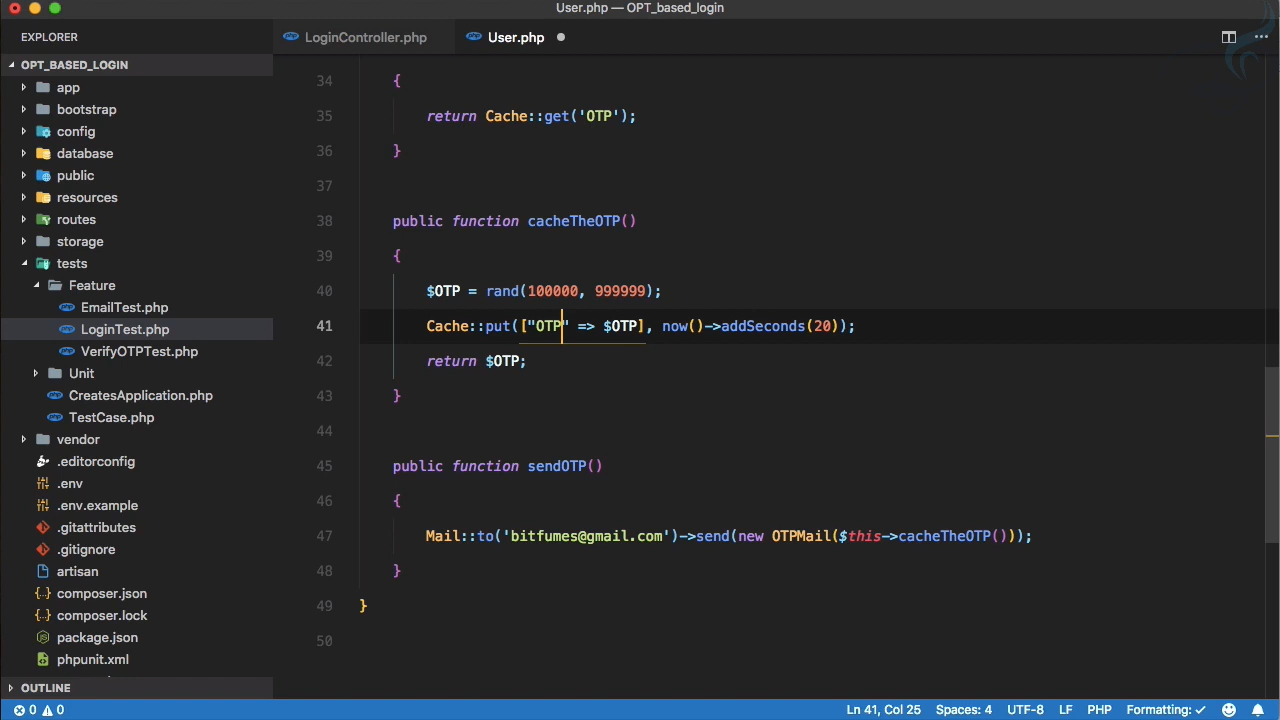 User.php — OPT_based_login
EXPLORER
LoginController.php
User.php
OPT_BASED_LOGIN
app
bootstrap
config
database
public
resources
routes
storage
tests
Feature
EmailTest.php
LoginTest.php
VerifyOTPTest.php
Unit
CreatesApplication.php
TestCase.php
vendor
.editorconfig
.env
.env.example
.gitattributes
.gitignore
artisan
composer.json
composer.lock
package.json
phpunit.xml
OUTLINE
34 {
35 return Cache::get('OTP');
36 }
37
38 public function cacheTheOTP()
39 {
40 $OTP = rand(100000, 999999);
41 Cache::put(["OTP" => $OTP], now()->addSeconds(20));
42 return $OTP;
43 }
44
45 public function sendOTP()
46 {
47 Mail::to('bitfumes@gmail.com')->send(new OTPMail($this->cacheTheOTP()));
48 }
49 }
50
0 0 Ln 41, Col 25 Spaces: 4 UTF-8 LF PHP Formatting: ✓